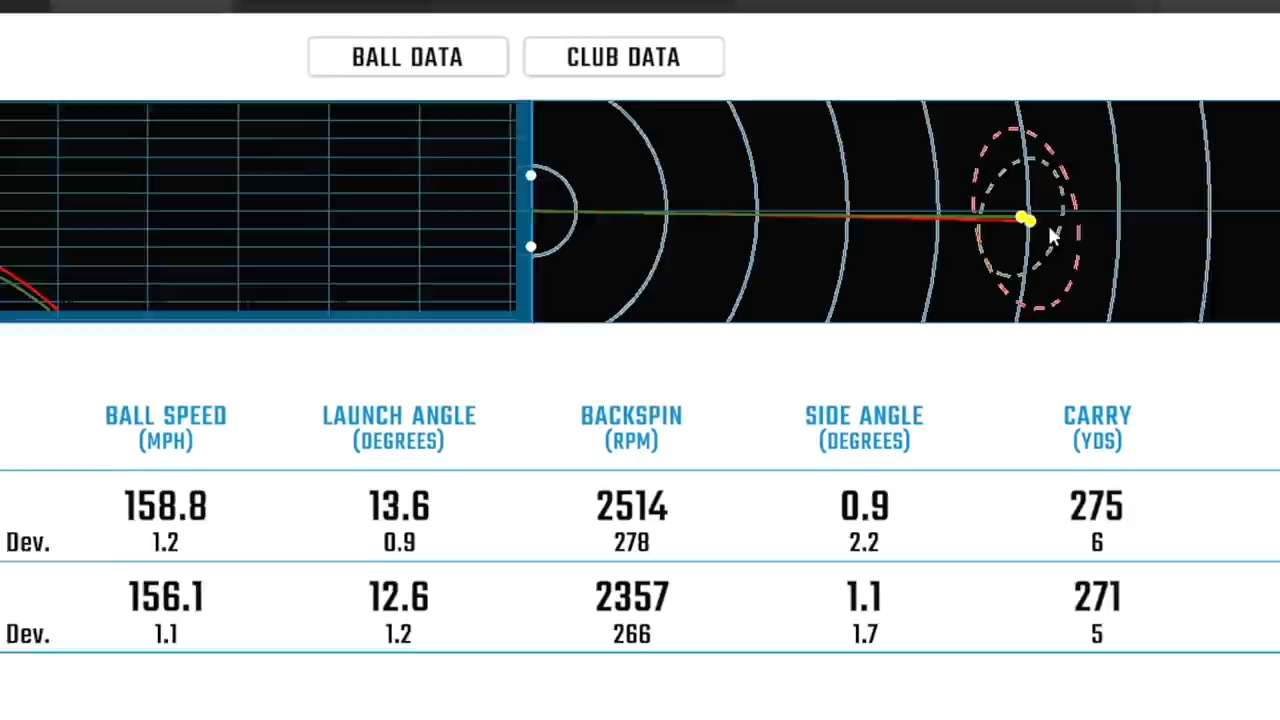 BALL DATA CLUB DATA
BALL SPEED LAUNCH ANGLE BACKSPIN SIDE ANGLE CARRY
(MPH) (DEGREES) (RPM) (DEGREES) (YDS)
158.8 13.6 2514 0.9 275
Dev. 1.2 0.9 278 2.2 6
156.1 12.6 2357 1.1 271
Dev. 1.1 1.2 266 1.7 5